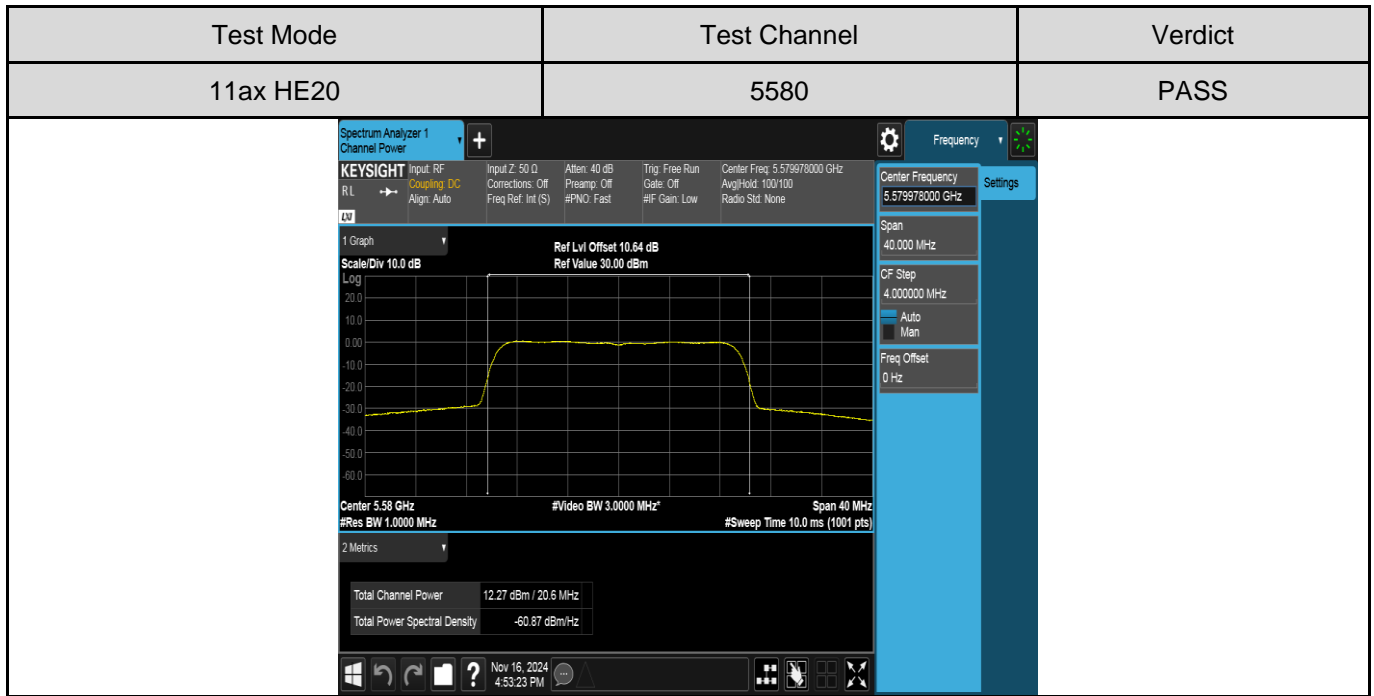 Test Mode Test Channel Verdict
11ax HE20 5580 PASS
Spectrum Analyzer 1
Channel Power
+
Frequency
KEYSIGHT Input: RF Input Z: 50 Ω Atten: 40 dB Trig: Free Run Center Freq: 5.579978000 GHz
RL Coupling: DC Corrections: Off Preamp: Off Gate: Off Avg|Hold: 100/100
Align: Auto Freq Ref: Int (S) #PNO: Fast #IF Gain: Low Radio Std: None
LXI
Center Frequency
5.579978000 GHz
Settings
Span
40.000 MHz
CF Step
4.000000 MHz
Auto
Man
Freq Offset
0 Hz
1 Graph
Ref Lvl Offset 10.64 dB
Scale/Div 10.0 dB Ref Value 30.00 dBm
Log
20.0
10.0
0.00
-10.0
-20.0
-30.0
-40.0
-50.0
-60.0
Center 5.58 GHz #Video BW 3.0000 MHz* Span 40 MHz
#Res BW 1.0000 MHz #Sweep Time 10.0 ms (1001 pts)
2 Metrics
Total Channel Power 12.27 dBm / 20.6 MHz
Total Power Spectral Density -60.87 dBm/Hz
? Nov 16, 2024
4:53:23 PM